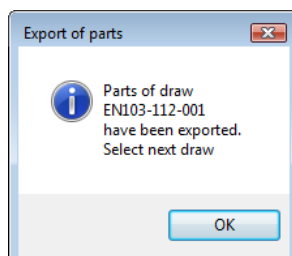 Export of parts
Parts of draw
EN103-112-001
have been exported.
Select next draw
OK